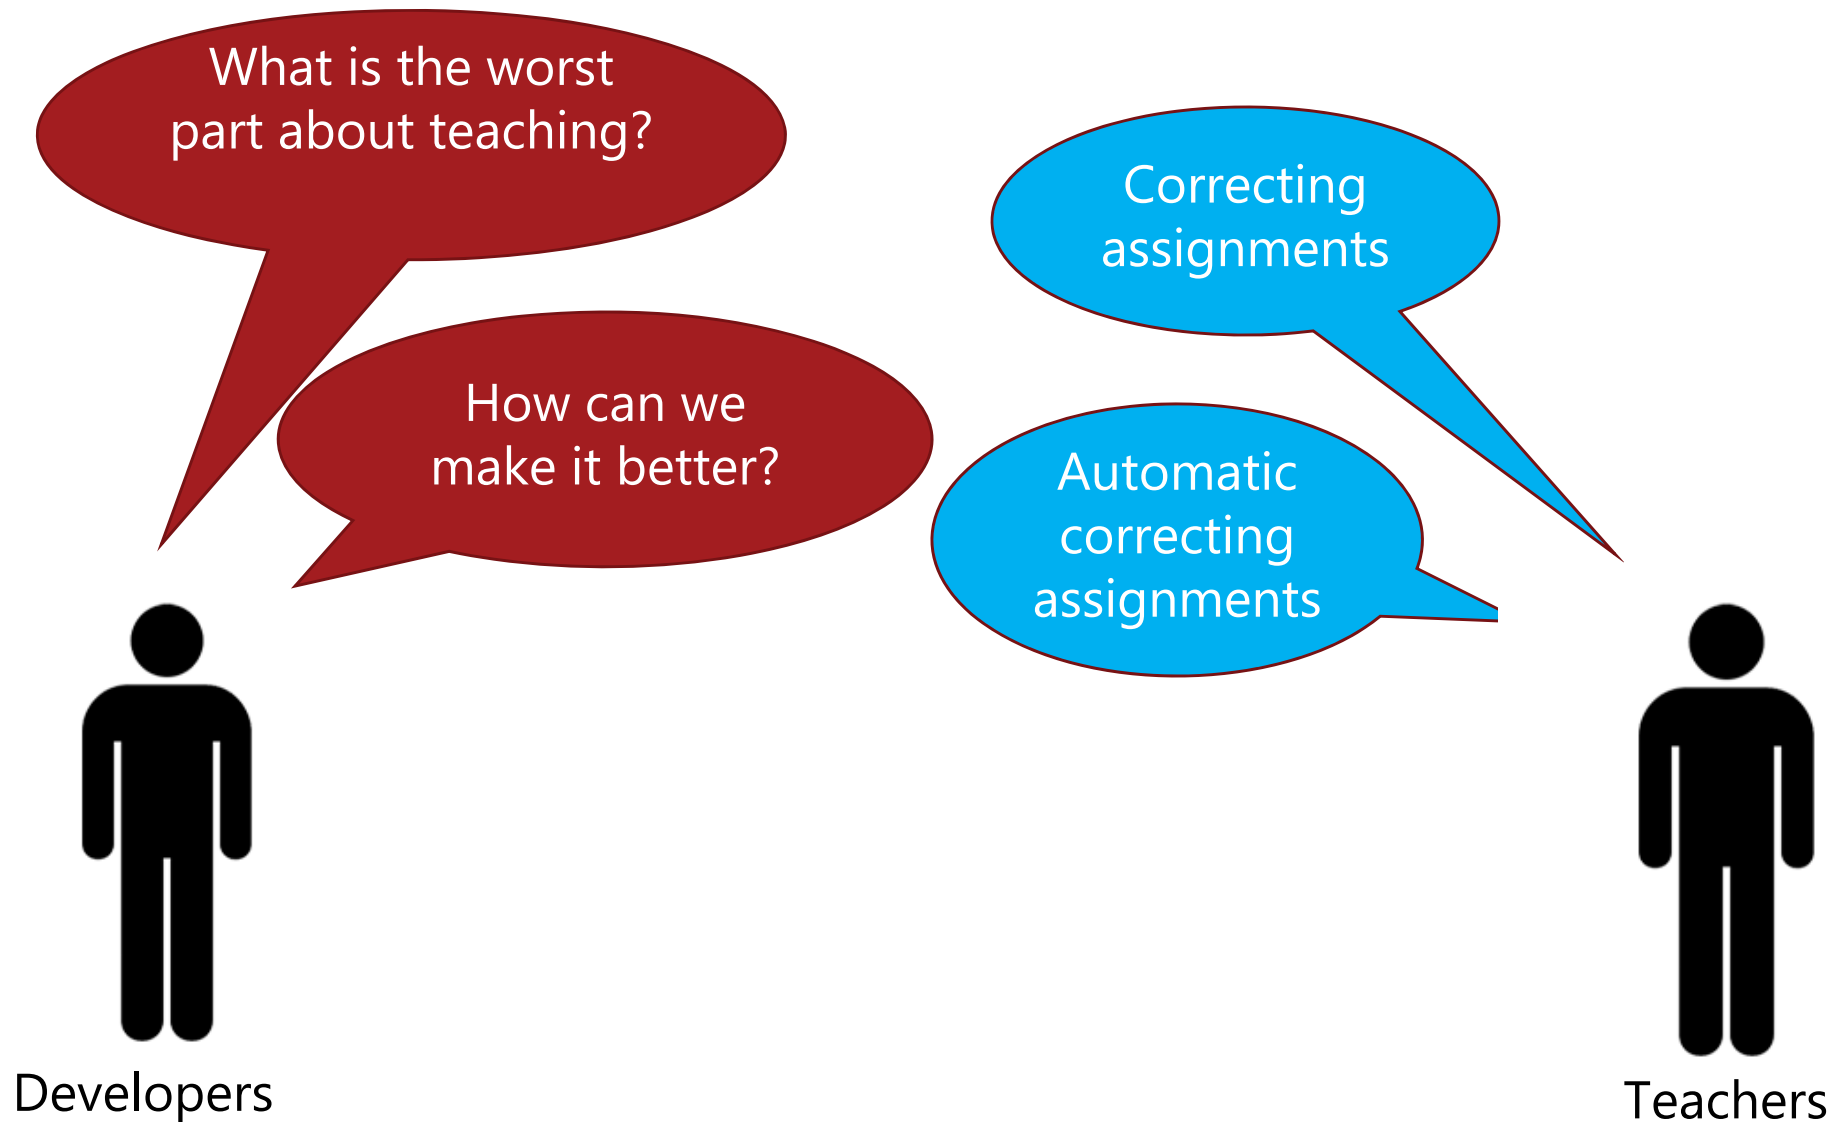 What is the worst
part about teaching?
Correcting
assignments
How can we
make it better?
Automatic
correcting
assignments
Developers
Teachers